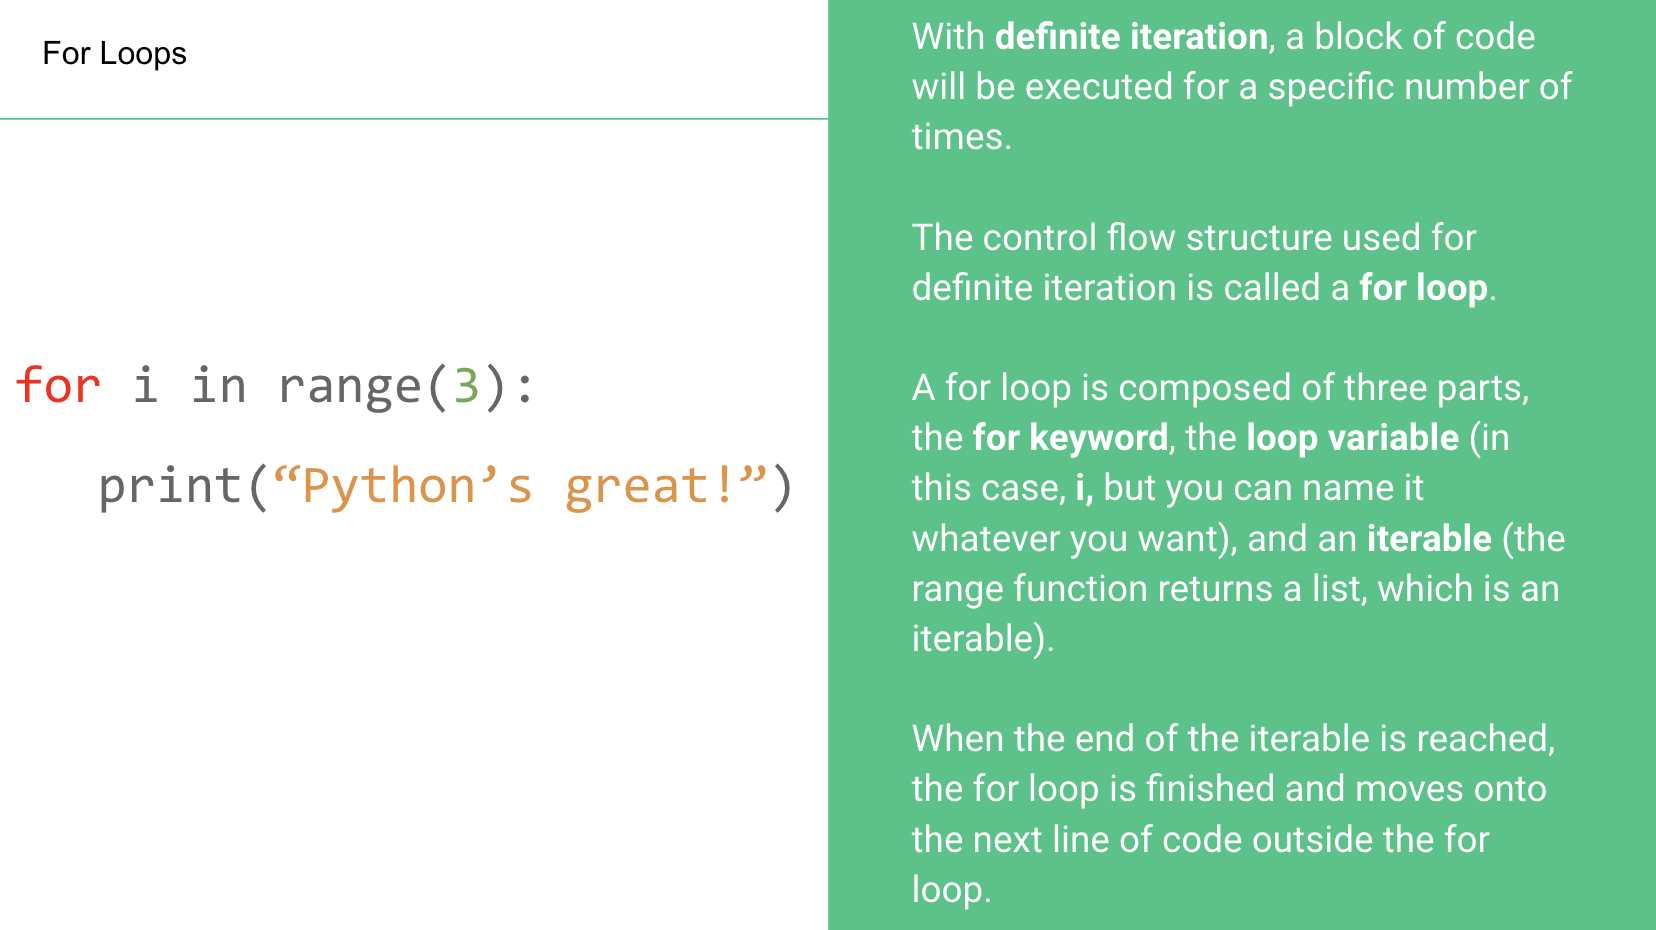 For Loops
for i in range(3):
print(“Python’s great!”)
With definite iteration, a block of code
will be executed for a specific number of
times.
The control flow structure used for
definite iteration is called a for loop.
A for loop is composed of three parts,
the for keyword, the loop variable (in
this case, i, but you can name it
whatever you want), and an iterable (the
range function returns a list, which is an
iterable).
When the end of the iterable is reached,
the for loop is finished and moves onto
the next line of code outside the for
loop.